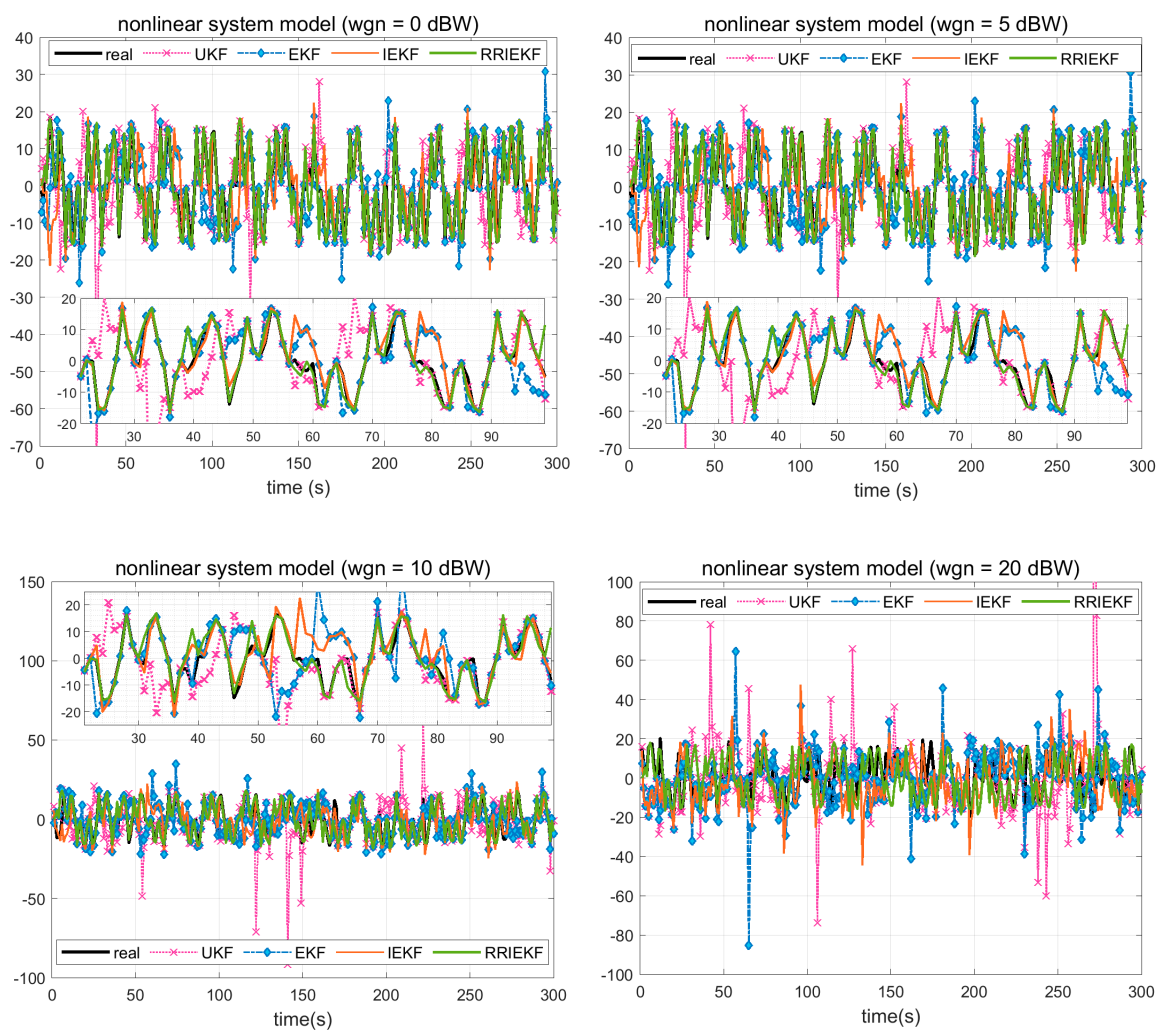 nonlinear system model (wgn = 0 dBW)
40
real UKF EKF IEKF RRIEKF
30
20
10
0
-10
-20
-30
-40
-50
-60
-70
20
10
0
-10
-20
30 40 50 60 70 80 90
0 50 100 150 200 250 300
time (s)
nonlinear system model (wgn = 5 dBW)
40
real UKF EKF IEKF RRIEKF
30
20
10
0
-10
-20
-30
-40
-50
-60
-70
20
10
0
-10
-20
30 40 50 60 70 80 90
0 50 100 150 200 250 300
time (s)
nonlinear system model (wgn = 10 dBW)
150
100
50
0
-50
-100
20
10
0
-10
-20
30 40 50 60 70 80 90
real UKF EKF IEKF RRIEKF
0 50 100 150 200 250 300
time(s)
nonlinear system model (wgn = 20 dBW)
100
real UKF EKF IEKF RRIEKF
80
60
40
20
0
-20
-40
-60
-80
-100
0 50 100 150 200 250 300
time(s)